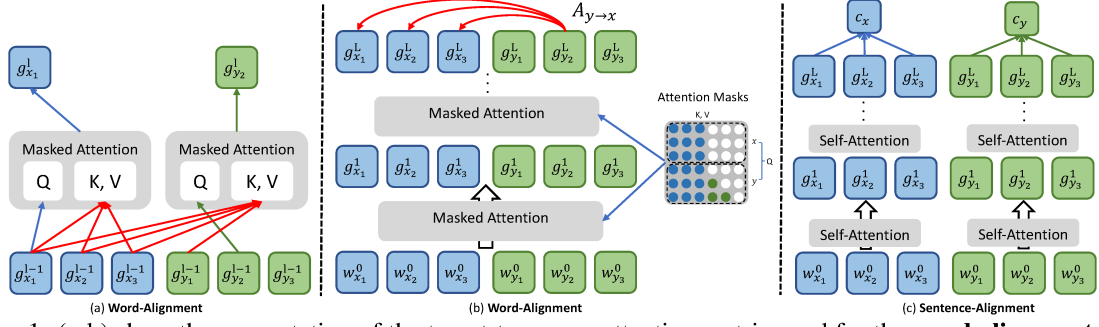 g^l_{x_1} g^l_{y_2}
Masked Attention Masked Attention
Q K, V Q K, V
g^{l-1}_{x_1} g^{l-1}_{x_2} g^{l-1}_{x_3} g^{l-1}_{y_1} g^{l-1}_{y_2} g^{l-1}_{y_3}
(a) Word-Alignment
A_{y→x}
g^L_{x_1} g^L_{x_2} g^L_{x_3} g^L_{y_1} g^L_{y_2} g^L_{y_3}
⋮
Masked Attention
Attention Masks
K, V
x
Q
y
g^1_{x_1} g^1_{x_2} g^1_{x_3} g^1_{y_1} g^1_{y_2} g^1_{y_3}
Masked Attention
w^0_{x_1} w^0_{x_2} w^0_{x_3} w^0_{y_1} w^0_{y_2} w^0_{y_3}
(b) Word-Alignment
c_x c_y
g^L_{x_1} g^L_{x_2} g^L_{x_3} g^L_{y_1} g^L_{y_2} g^L_{y_3}
⋮ ⋮
Self-Attention Self-Attention
g^1_{x_1} g^1_{x_2} g^1_{x_3} g^1_{y_1} g^1_{y_2} g^1_{y_3}
Self-Attention Self-Attention
w^0_{x_1} w^0_{x_2} w^0_{x_3} w^0_{y_1} w^0_{y_2} w^0_{y_3}
(c) Sentence-Alignment